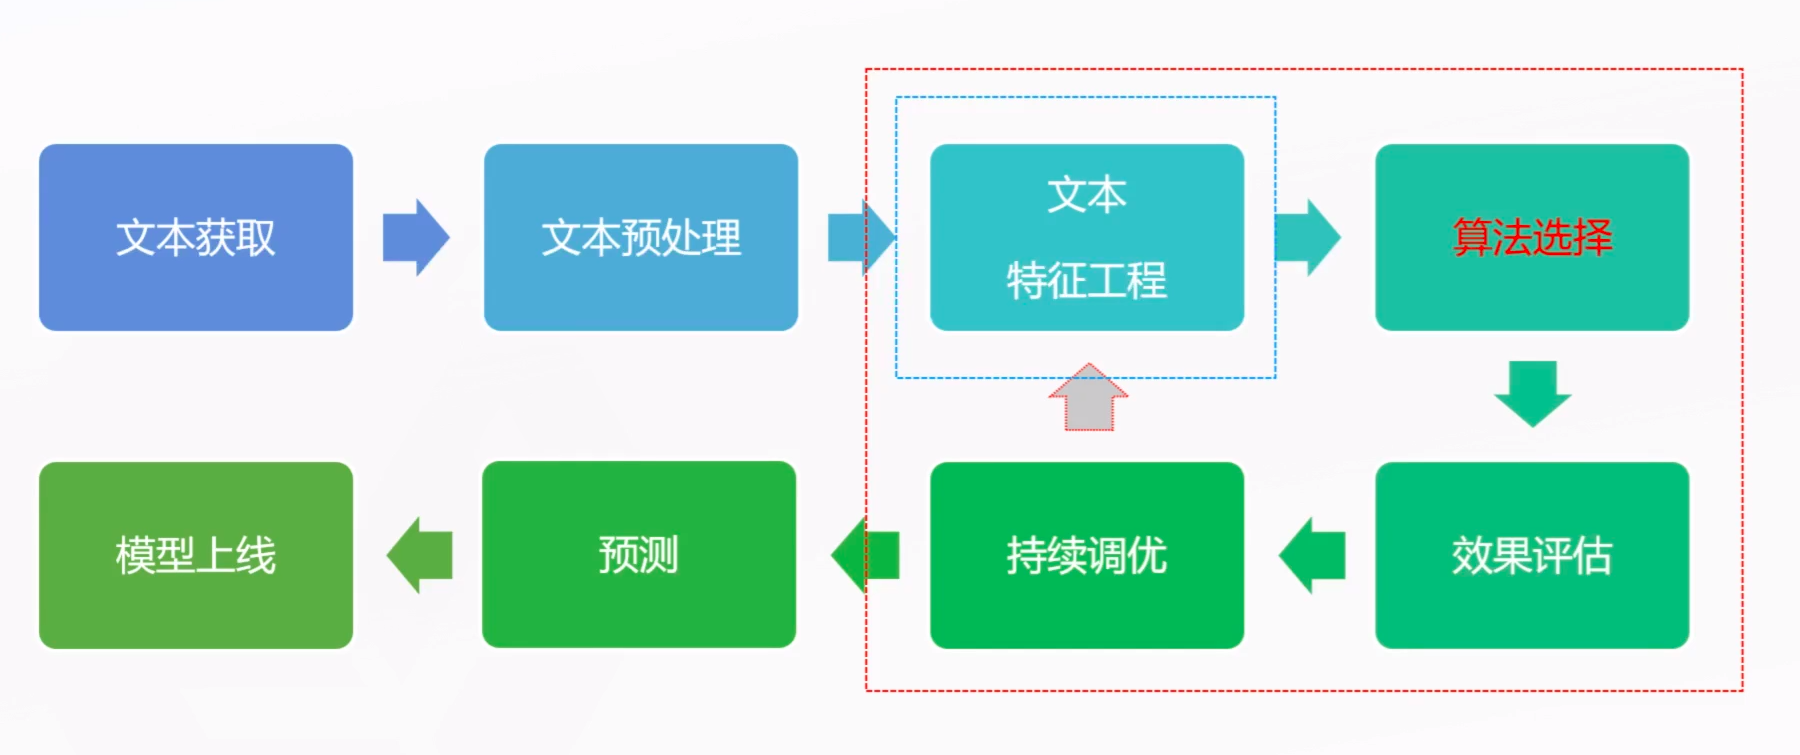 文本获取
文本预处理
文本
特征工程
算法选择
模型上线
预测
持续调优
效果评估